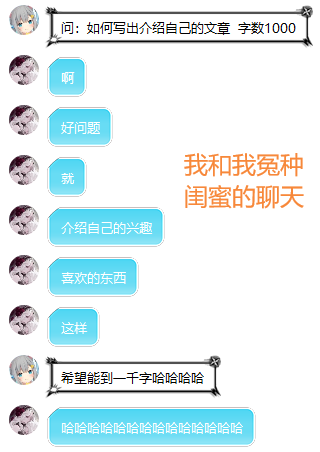 问：如何写出介绍自己的文章  字数1000
啊
好问题
就
我和我冤种
闺蜜的聊天
介绍自己的兴趣
喜欢的东西
这样
希望能到一千字哈哈哈哈
哈哈哈哈哈哈哈哈哈哈哈哈哈哈